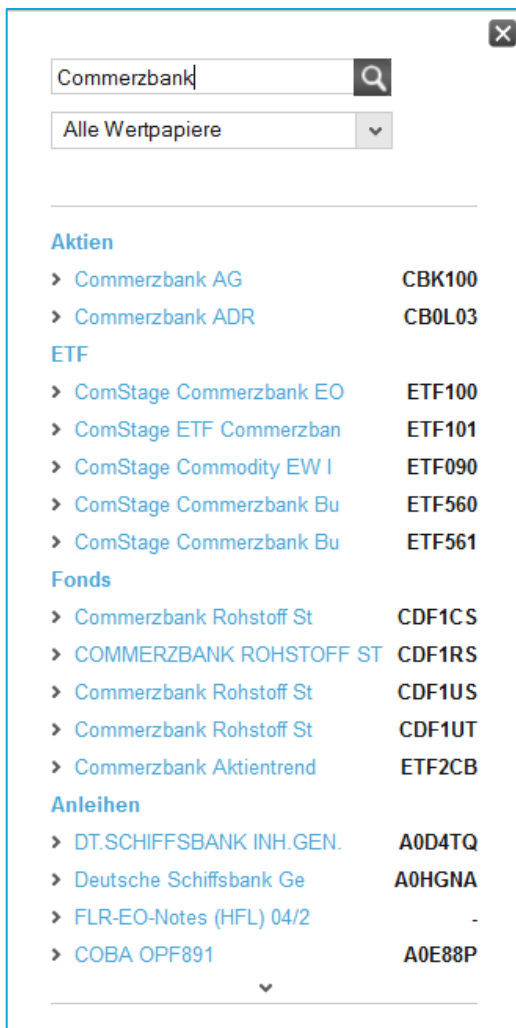 Commerzbank
Alle Wertpapiere
Aktien
Commerzbank AG CBK100
Commerzbank ADR CB0L03
ETF
ComStage Commerzbank EO ETF100
ComStage ETF Commerzban ETF101
ComStage Commodity EW I ETF090
ComStage Commerzbank Bu ETF560
ComStage Commerzbank Bu ETF561
Fonds
Commerzbank Rohstoff St CDF1CS
COMMERZBANK ROHSTOFF ST CDF1RS
Commerzbank Rohstoff St CDF1US
Commerzbank Rohstoff St CDF1UT
Commerzbank Aktientrend ETF2CB
Anleihen
DT.SCHIFFSBANK INH.GEN. A0D4TQ
Deutsche Schiffsbank Ge A0HGNA
FLR-EO-Notes (HFL) 04/2 -
COBA OPF891 A0E88P